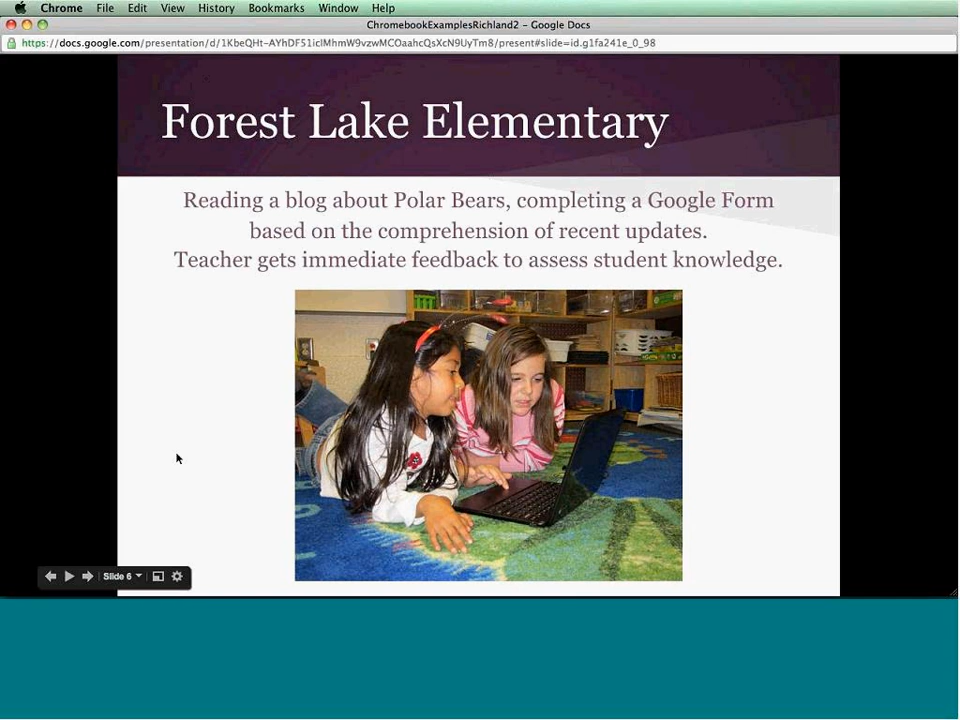 Chrome File Edit View History Bookmarks Window Help
ChromebookExamplesRichland2 – Google Docs
https://docs.google.com/presentation/d/1KbeQHt-AYhDF51iclMhmW9vzwMCOaahcQsXcN9UyTm8/present#slide=id.g1fa241e_0_98
Forest Lake Elementary
Reading a blog about Polar Bears, completing a Google Form
based on the comprehension of recent updates.
Teacher gets immediate feedback to assess student knowledge.
Slide 6